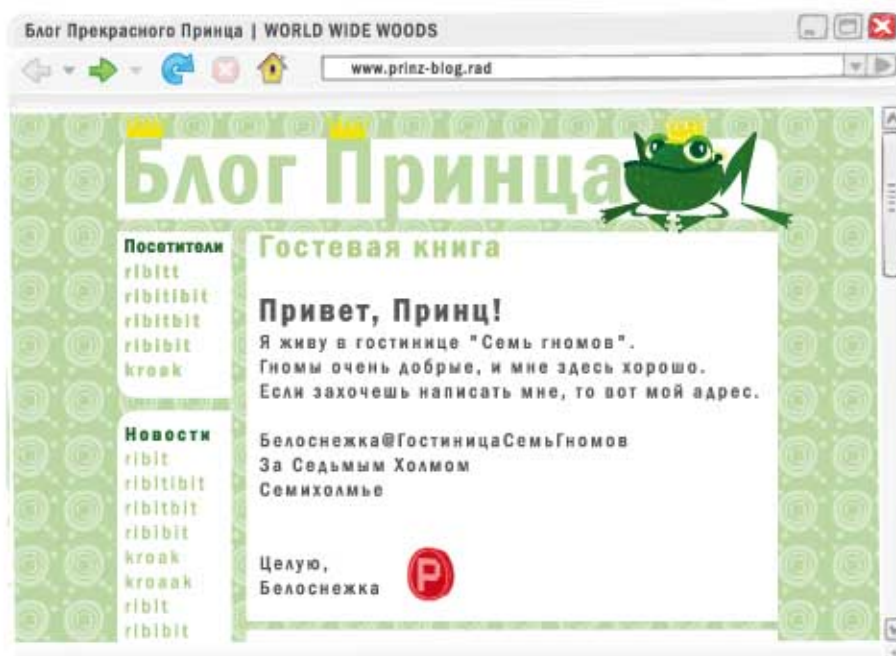 Блог Прекрасного Принца | WORLD WIDE WOODS
www.prinz-blog.rad
Блог Принца
Посетители
ribitt
ribitibit
ribitbit
ribibit
kroak
Новости
ribit
ribitibit
ribitbit
ribibit
kroak
kroaak
ribit
ribibit
Гостевая книга
Привет, Принц!
Я живу в гостинице "Семь гномов".
Гномы очень добрые, и мне здесь хорошо.
Если захочешь написать мне, то вот мой адрес.
Белоснежка@ГостиницаСемьГномов
За Седьмым Холмом
Семихолмье
Целую,
Белоснежка
P